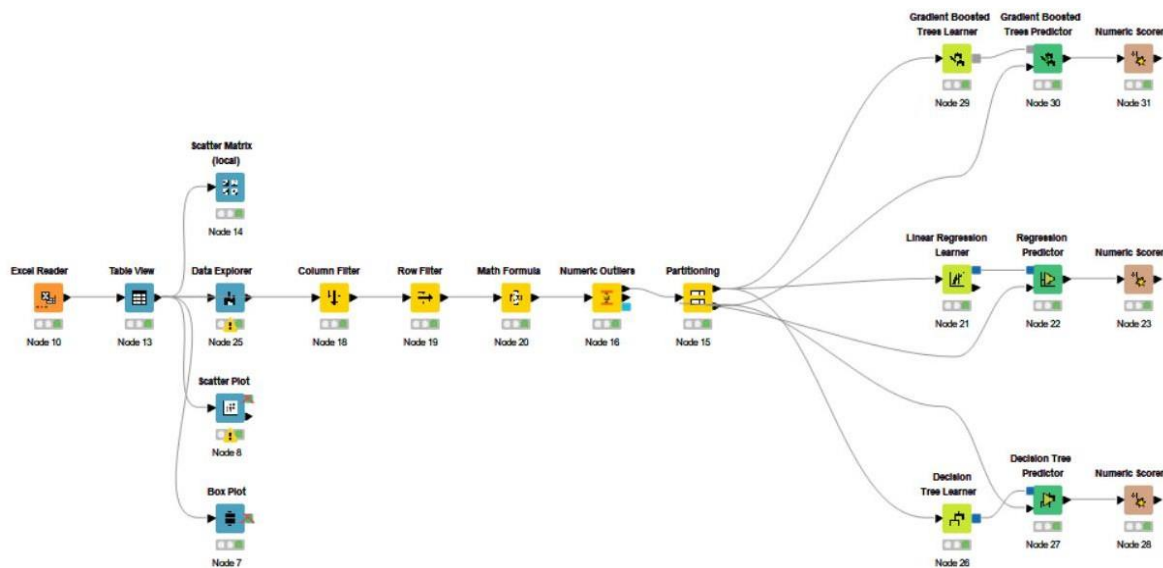 Gradient Boosted
Trees Learner
Gradient Boosted
Trees Predictor
Numeric Scorer
Node 29
Node 30
Node 31
Scatter Matrix
(local)
Node 14
Excel Reader
Table View
Data Explorer
Column Filter
Row Filter
Math Formula
Numeric Outliers
Partitioning
Linear Regression
Learner
Regression
Predictor
Numeric Scorer
Node 10
Node 13
Node 25
Node 18
Node 19
Node 20
Node 16
Node 15
Node 21
Node 22
Node 23
Scatter Plot
Node 8
Box Plot
Node 7
Decision
Tree Learner
Decision Tree
Predictor
Numeric Scorer
Node 26
Node 27
Node 28